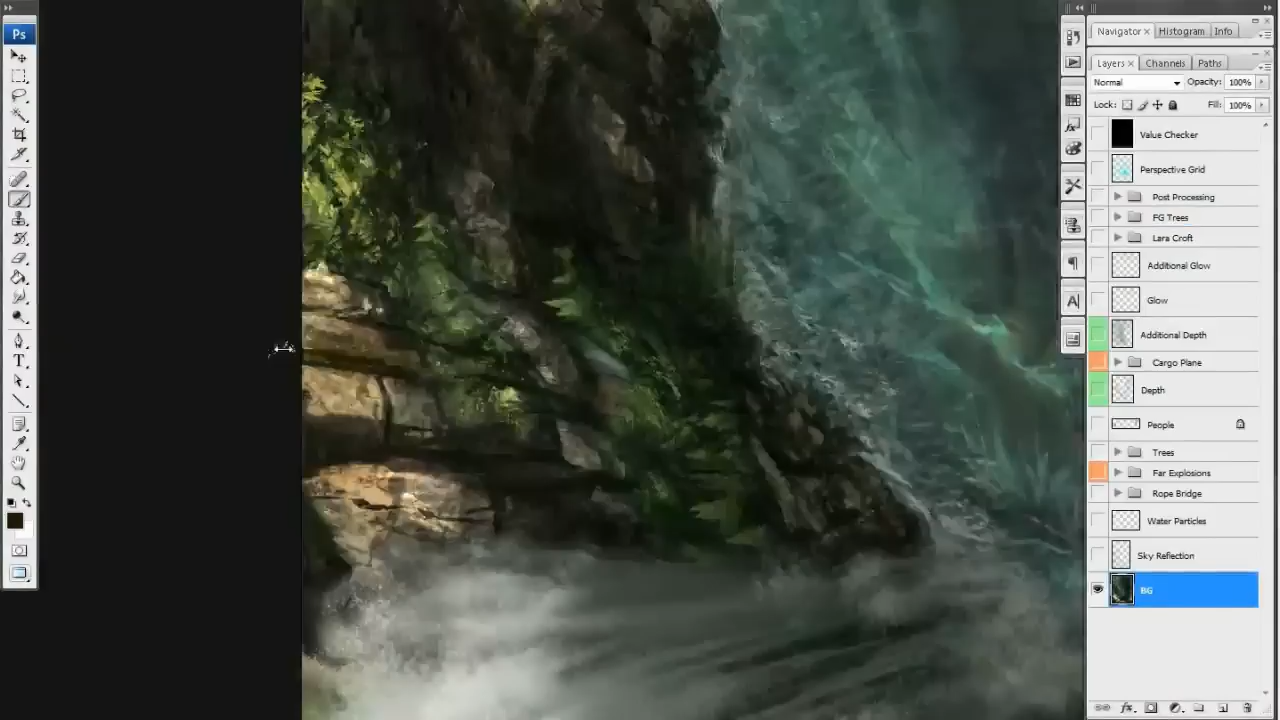 Ps
T
A
Navigator × Histogram Info
Layers × Channels Paths
Normal Opacity: 100%
Lock: Fill: 100%
Value Checker
Perspective Grid
Post Processing
FG Trees
Lara Croft
Additional Glow
Glow
Additional Depth
Cargo Plane
Depth
People
Trees
Far Explosions
Rope Bridge
Water Particles
Sky Reflection
BG
fx